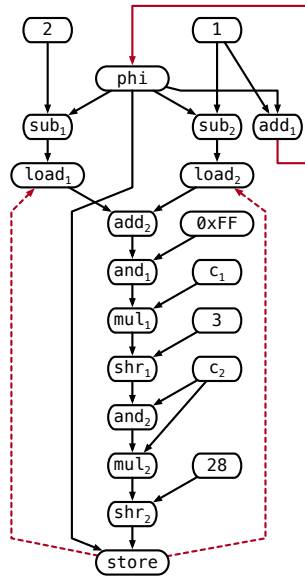 2 1
phi
sub₁ sub₂ add₁
load₁ load₂
add₂ 0xFF
and₁
mul₁ c₁
shr₁ 3
and₂ c₂
mul₂ 28
shr₂
store